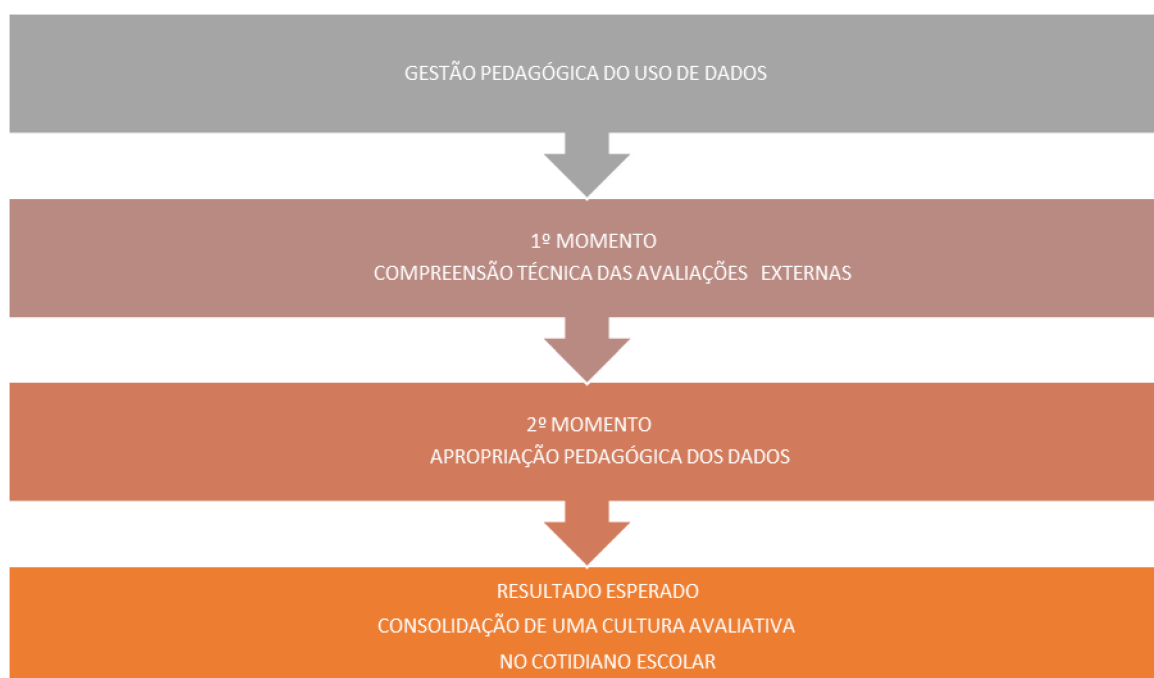 GESTÃO PEDAGÓGICA DO USO DE DADOS
1º MOMENTO
COMPREENSÃO TÉCNICA DAS AVALIAÇÕES EXTERNAS
2º MOMENTO
APROPRIAÇÃO PEDAGÓGICA DOS DADOS
RESULTADO ESPERADO
CONSOLIDAÇÃO DE UMA CULTURA AVALIATIVA
NO COTIDIANO ESCOLAR